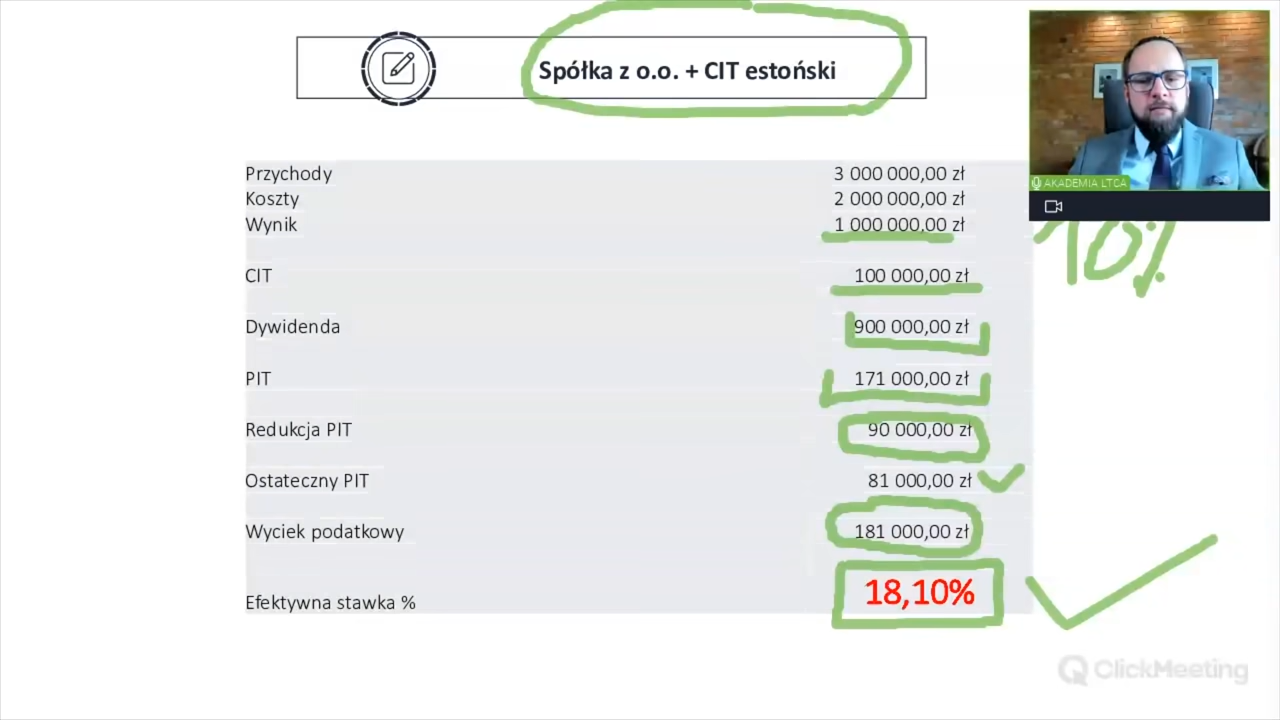 Spółka z o.o. + CIT estoński
AKADEMIA LTCA
Przychody 3 000 000,00 zł
Koszty 2 000 000,00 zł
Wynik 1 000 000,00 zł
10%
CIT 100 000,00 zł
Dywidenda 900 000,00 zł
PIT 171 000,00 zł
Redukcja PIT 90 000,00 zł
Ostateczny PIT 81 000,00 zł
Wyciek podatkowy 181 000,00 zł
Efektywna stawka % 18,10%
ClickMeeting